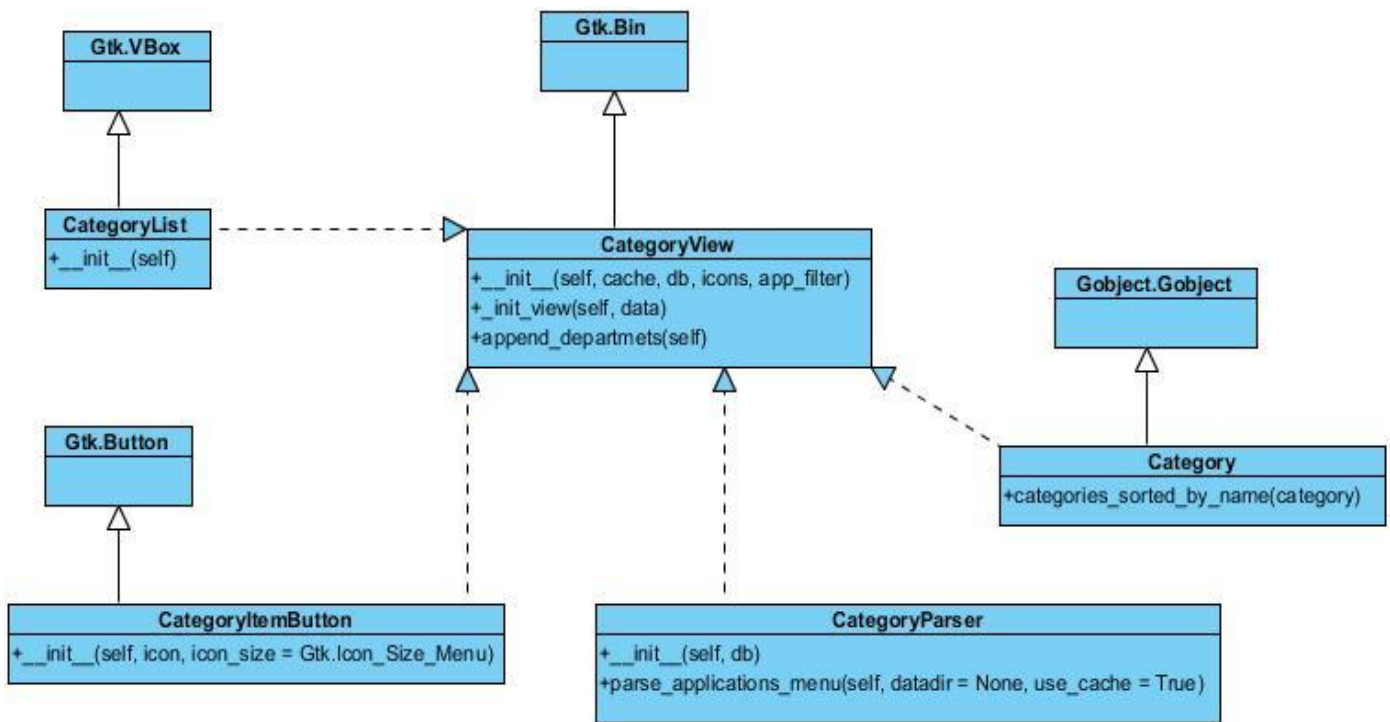 Gtk.VBox
Gtk.Bin
CategoryList
+__init__(self)
CategoryView
+__init__(self, cache, db, icons, app_filter)
+_init_view(self, data)
+append_departmets(self)
Gobject.Gobject
Gtk.Button
Category
+categories_sorted_by_name(category)
CategoryItemButton
+__init__(self, icon, icon_size = Gtk.Icon_Size_Menu)
CategoryParser
+__init__(self, db)
+parse_applications_menu(self, datadir = None, use_cache = True)